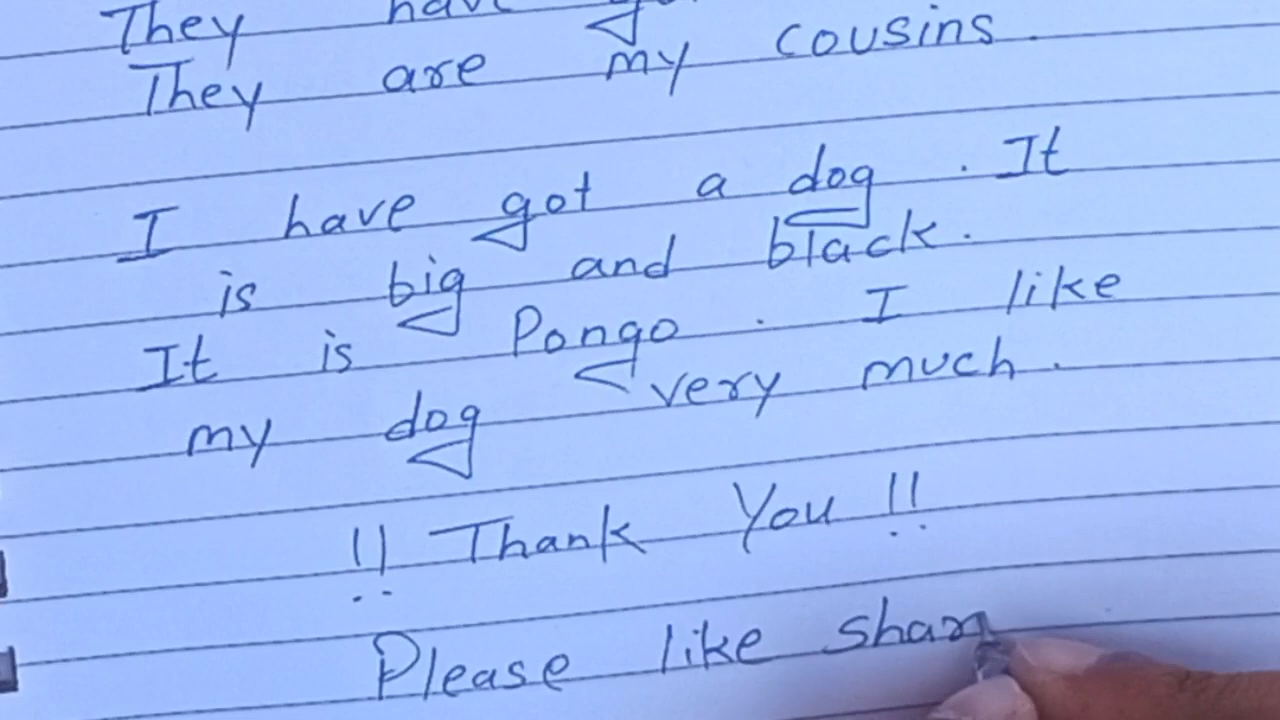 They have
They are my cousins.
I have got a dog. It
is big and black.
It is Pongo. I like
my dog very much.
!! Thank You !!
Please like shar